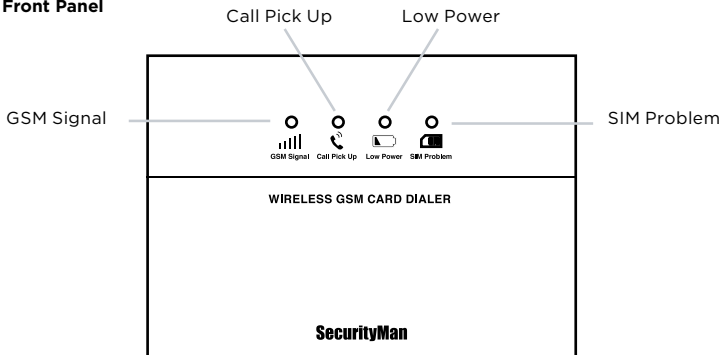 Front Panel
Call Pick Up
Low Power
GSM Signal
SIM Problem
GSM Signal Call Pick Up Low Power SIM Problem
WIRELESS GSM CARD DIALER
SecurityMan